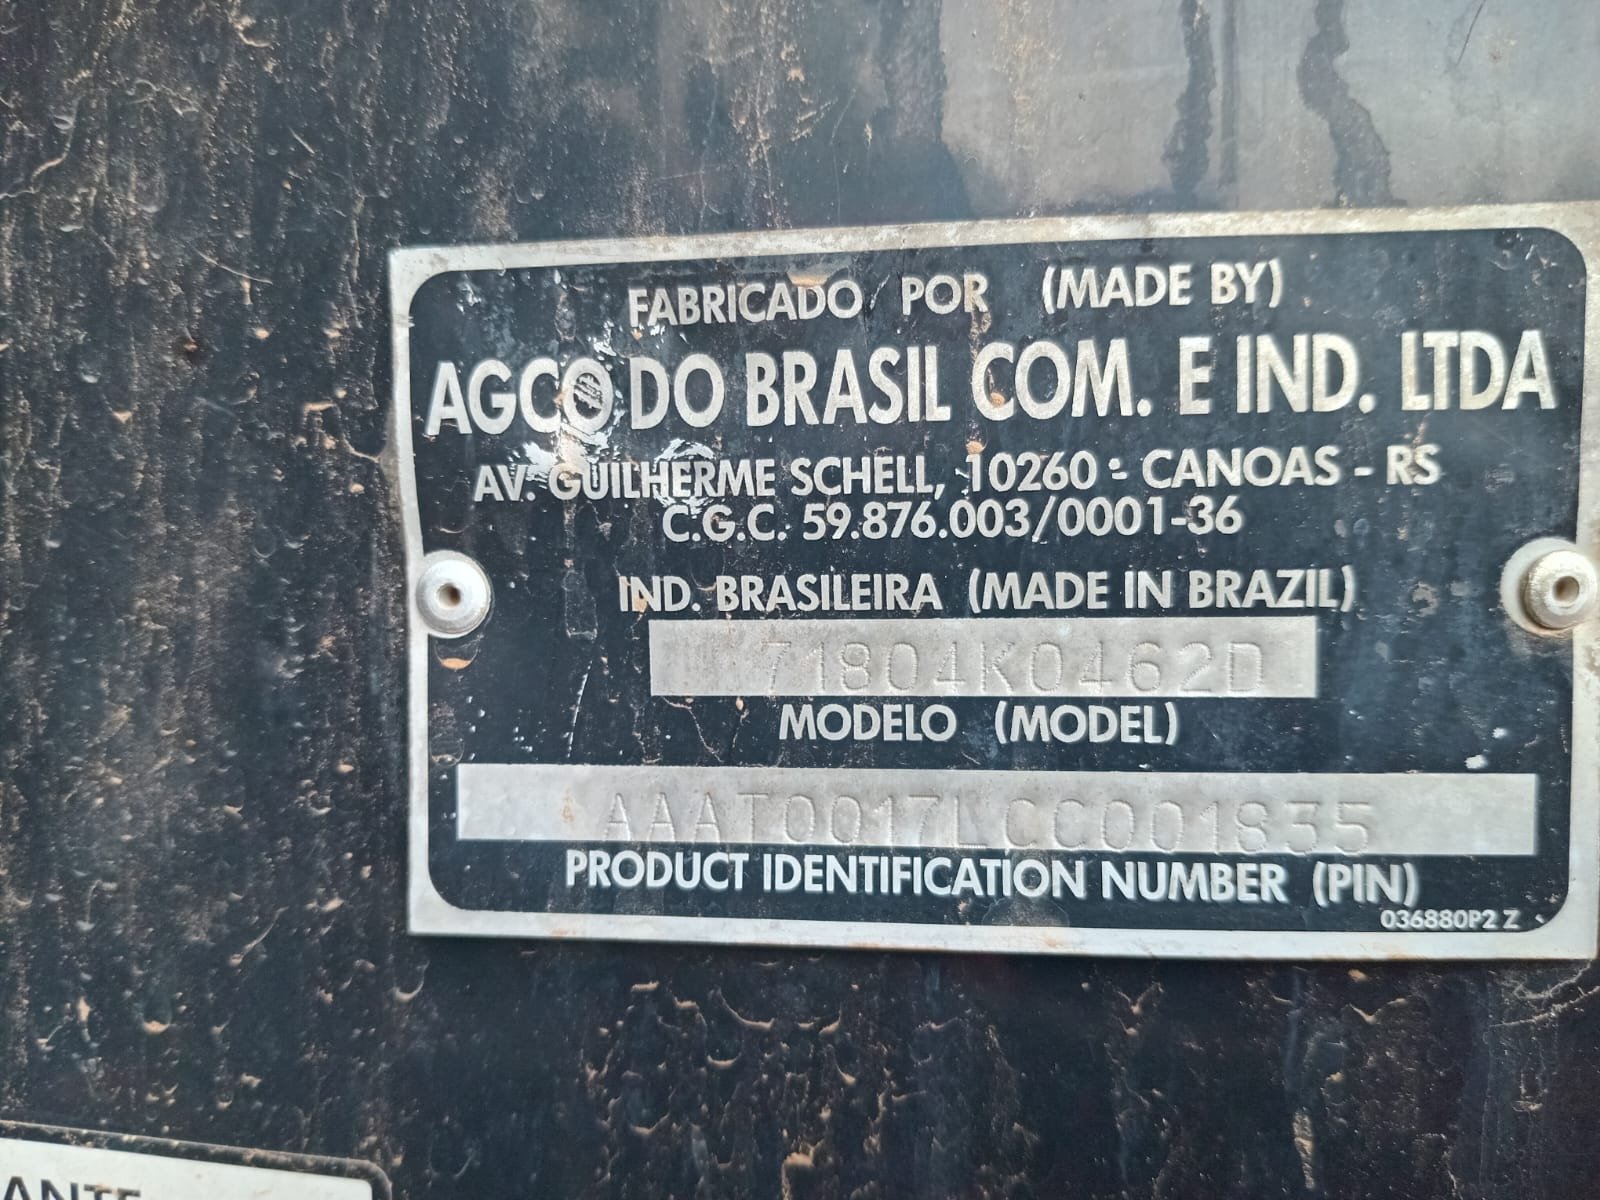 FABRICADO POR (MADE BY)
AGCO DO BRASIL COM. E IND. LTDA
AV. GUILHERME SCHELL, 10260 - CANOAS - RS
C.G.C. 59.876.003/0001-36
IND. BRASILEIRA (MADE IN BRAZIL)
71804K0462D
MODELO (MODEL)
AAAT0017LCC001835
PRODUCT IDENTIFICATION NUMBER (PIN)
036880P2 Z